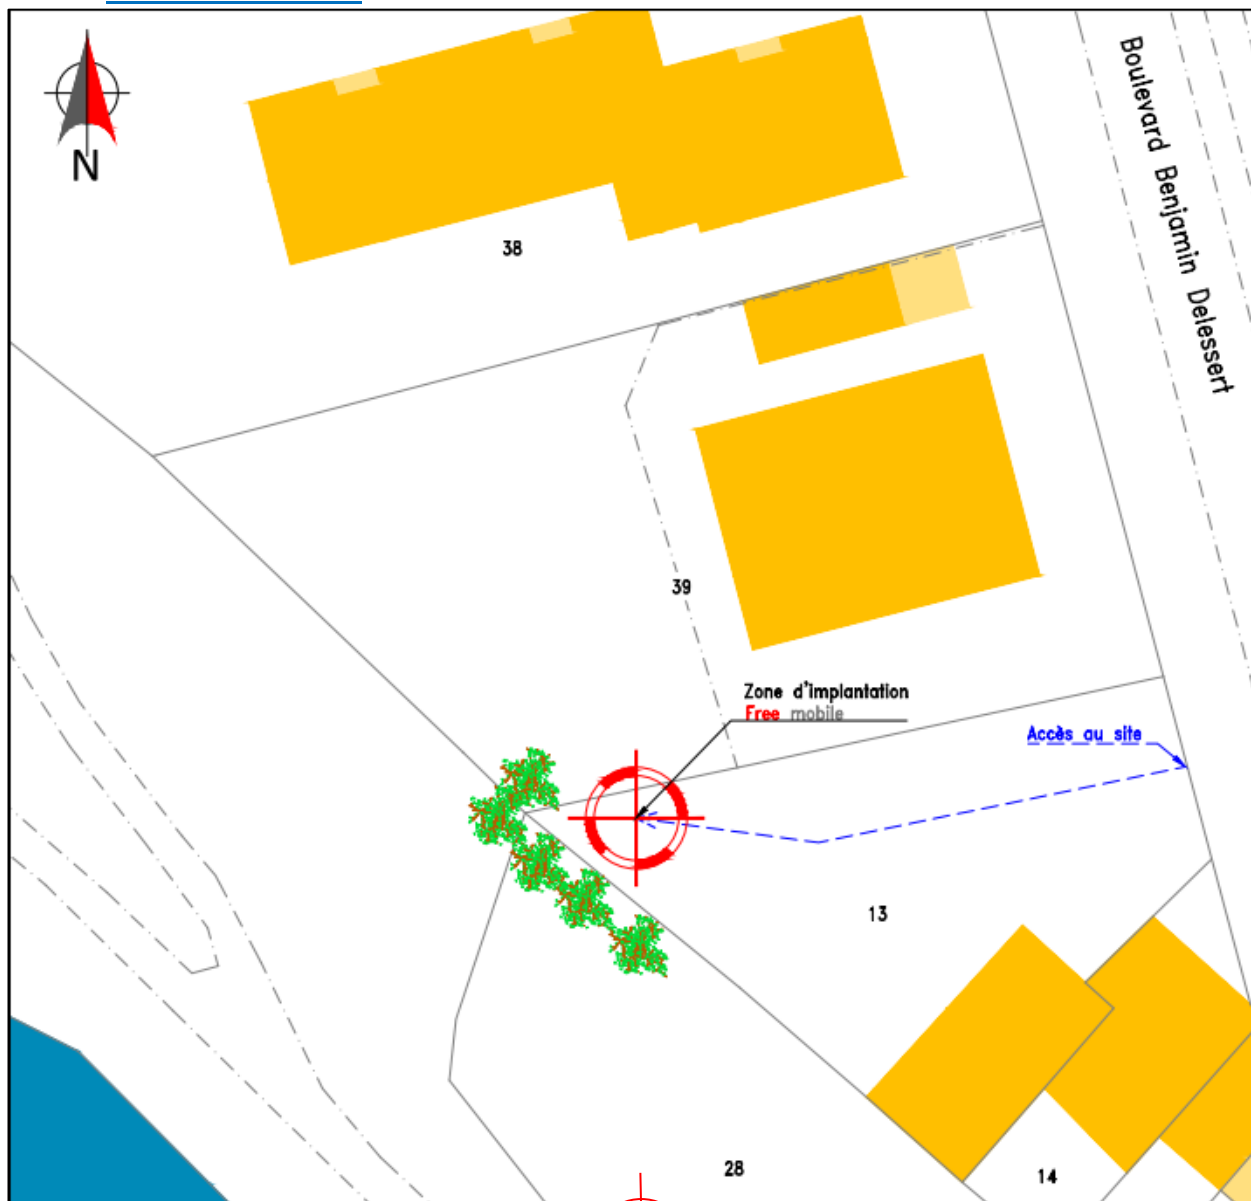 N
Boulevard Benjamin Delessert
38
39
Zone d'implantation
Free mobile
Accès au site
13
28
14